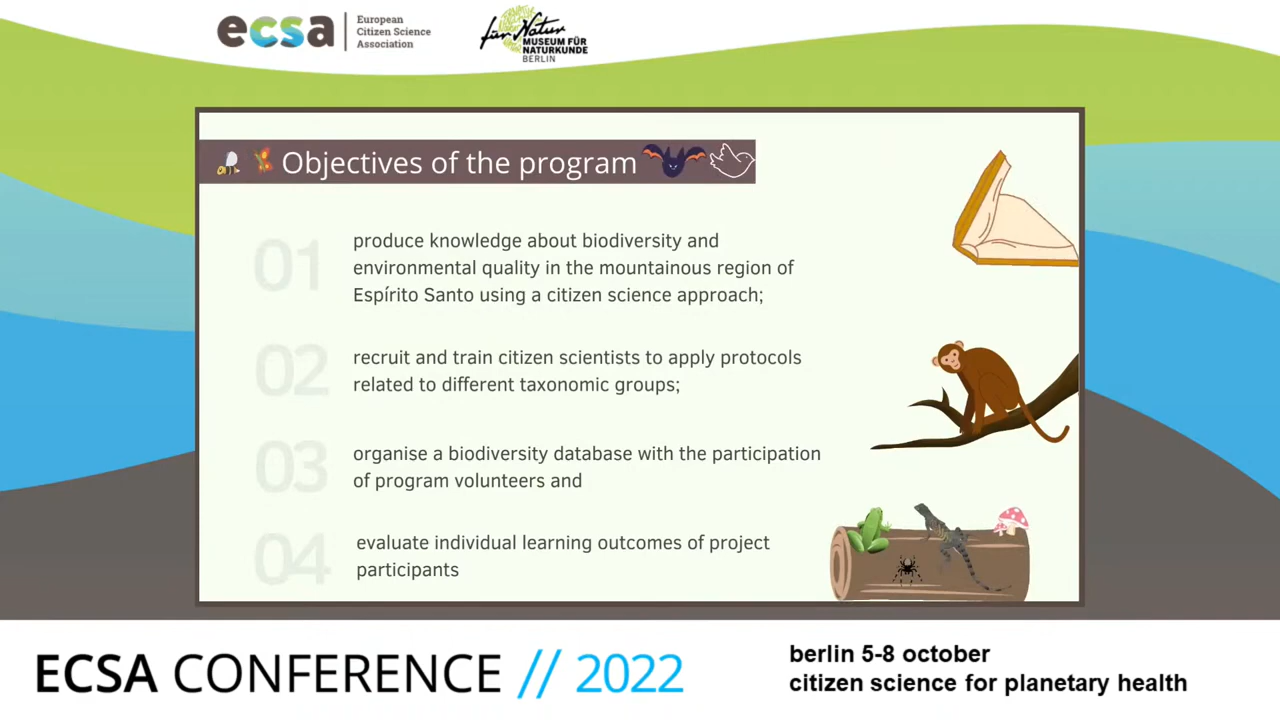 ecsa
European
Citizen Science
Association
für Natur
MUSEUM FÜR
NATURKUNDE
BERLIN
Objectives of the program
01
produce knowledge about biodiversity and
environmental quality in the mountainous region of
Espírito Santo using a citizen science approach;
02
recruit and train citizen scientists to apply protocols
related to different taxonomic groups;
03
organise a biodiversity database with the participation
of program volunteers and
04
evaluate individual learning outcomes of project
participants
ECSA CONFERENCE // 2022
berlin 5-8 october
citizen science for planetary health